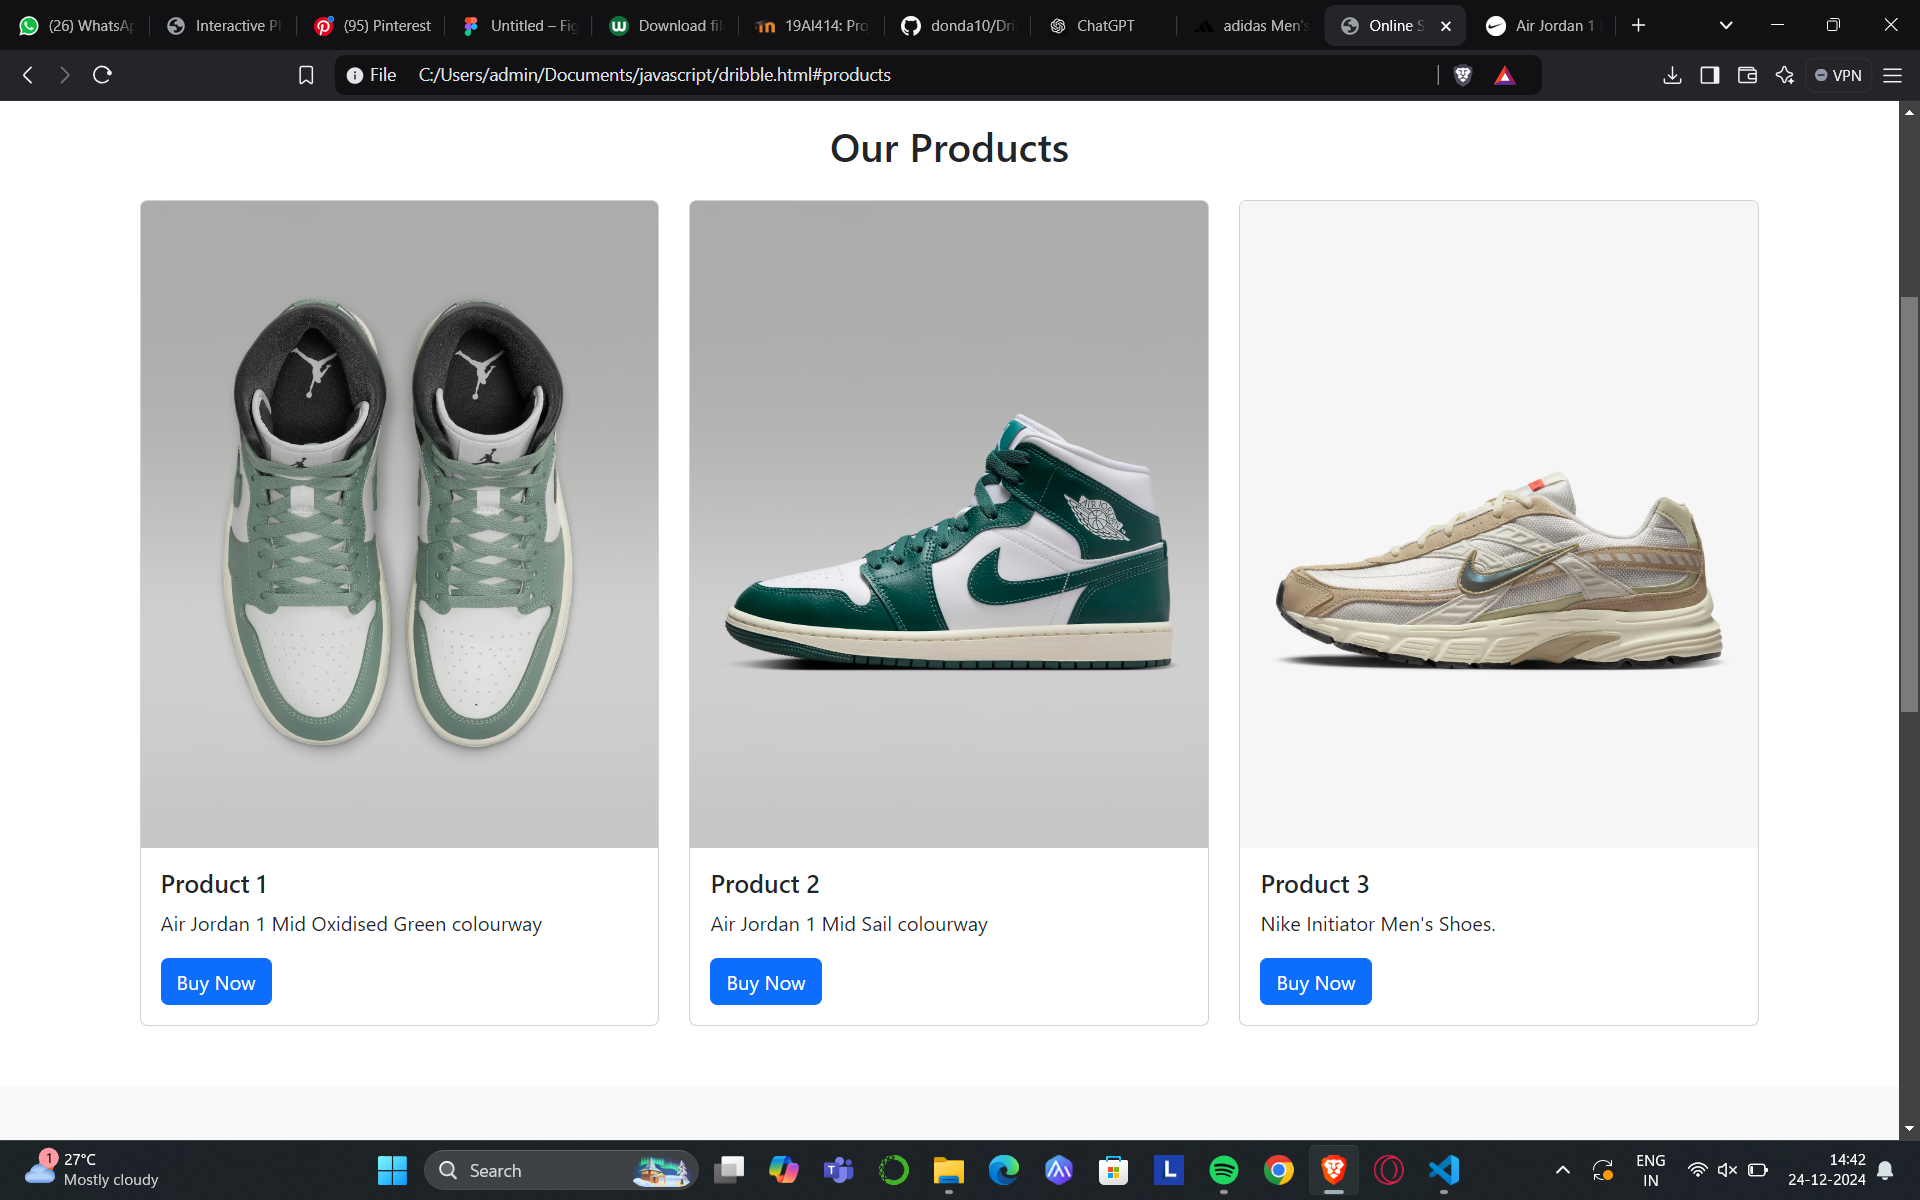 (26) WhatsAp
Interactive Pl
(95) Pinterest
Untitled – Fig
Download fil
19AI414: Pro
donda10/Dri
ChatGPT
adidas Men's
Online S
Air Jordan 1
File
C:/Users/admin/Documents/javascript/dribble.html#products
VPN
Our Products
AIR JORDAN
Product 1
Air Jordan 1 Mid Oxidised Green colourway
Buy Now
Product 2
Air Jordan 1 Mid Sail colourway
Buy Now
Product 3
Nike Initiator Men's Shoes.
Buy Now
1
27°C
Mostly cloudy
Search
L
ENG
IN
14:42
24-12-2024